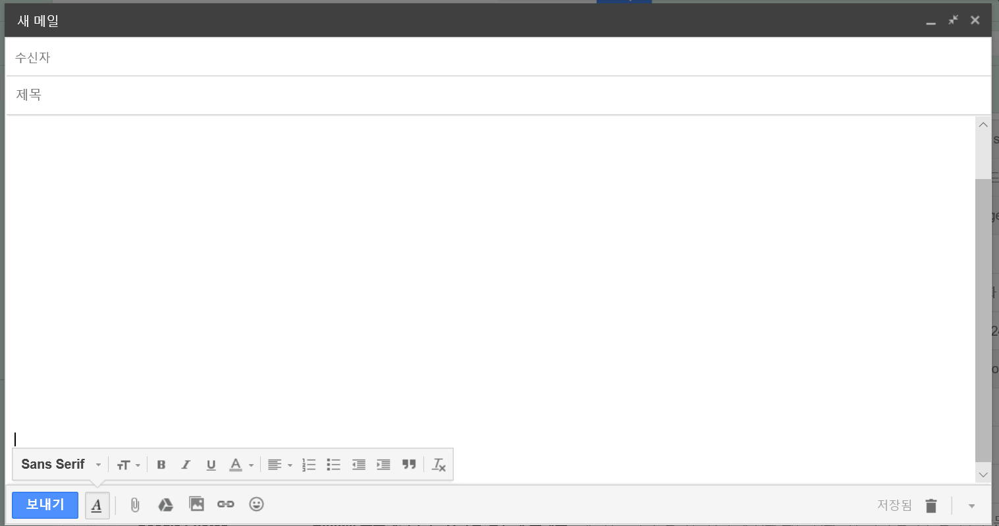 새 메일
수신자
제목
Sans Serif
보내기
저장됨